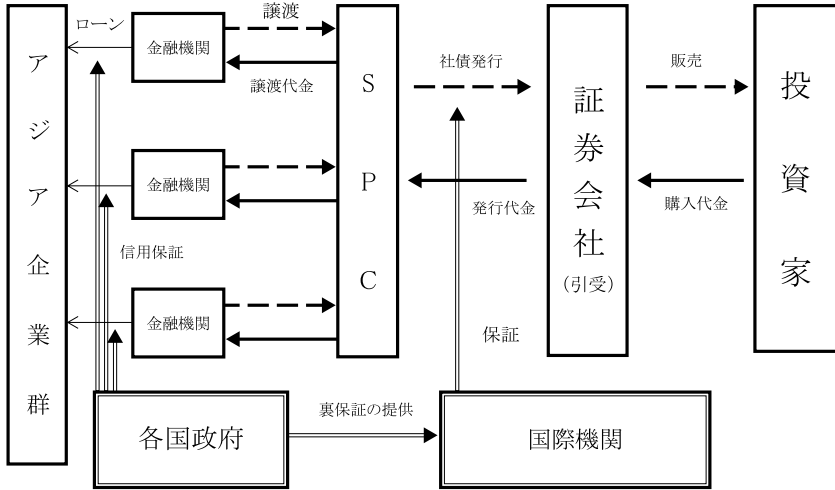 アジア企業群
ローン
金融機関
譲渡
譲渡代金
金融機関
金融機関
信用保証
SPC
社債発行
発行代金
証券会社
(引受)
販売
購入代金
投資家
保証
各国政府
裏保証の提供
国際機関